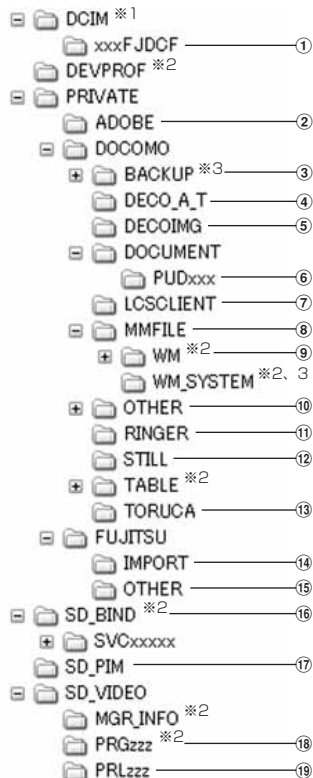 DCIM ※1
xxxFJDCF ①
DEVPROF ※2
PRIVATE
ADOBE ②
DOCOMO
BACKUP ※3 ③
DECO_A_T ④
DECOIMG ⑤
DOCUMENT
PUDxxx ⑥
LCSCLIENT ⑦
MMFILE ⑧
WM ※2 ⑨
WM_SYSTEM ※2、3
OTHER ⑩
RINGER ⑪
STILL ⑫
TABLE ※2
TORUCA ⑬
FUJITSU
IMPORT ⑭
OTHER ⑮
SD_BIND ※2 ⑯
SVCxxxxx
SD_PIM ⑰
SD_VIDEO
MGR_INFO ※2
PRGzzz ※2 ⑱
PRLzzz ⑲